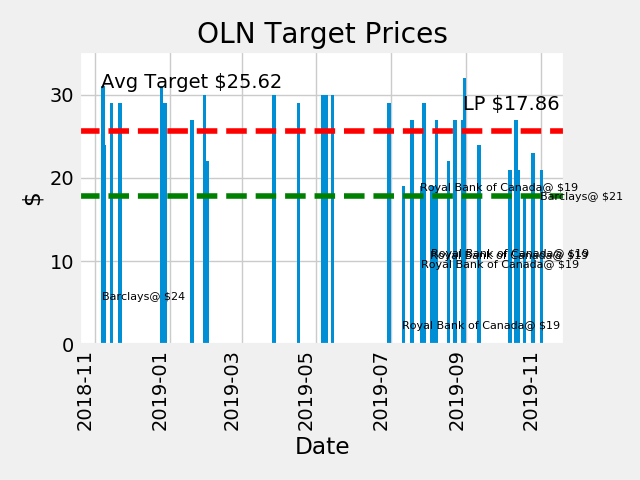 OLN Target Prices
Avg Target $25.62
LP $17.86
30
20
10
0
$
Royal Bank of Canada@ $19
Barclays@ $21
Royal Bank of Canada@ $19
Royal Bank of Canada@ $19
Royal Bank of Canada@ $19
Barclays@ $24
Royal Bank of Canada@ $19
2018-11
2019-01
2019-03
2019-05
2019-07
2019-09
2019-11
Date